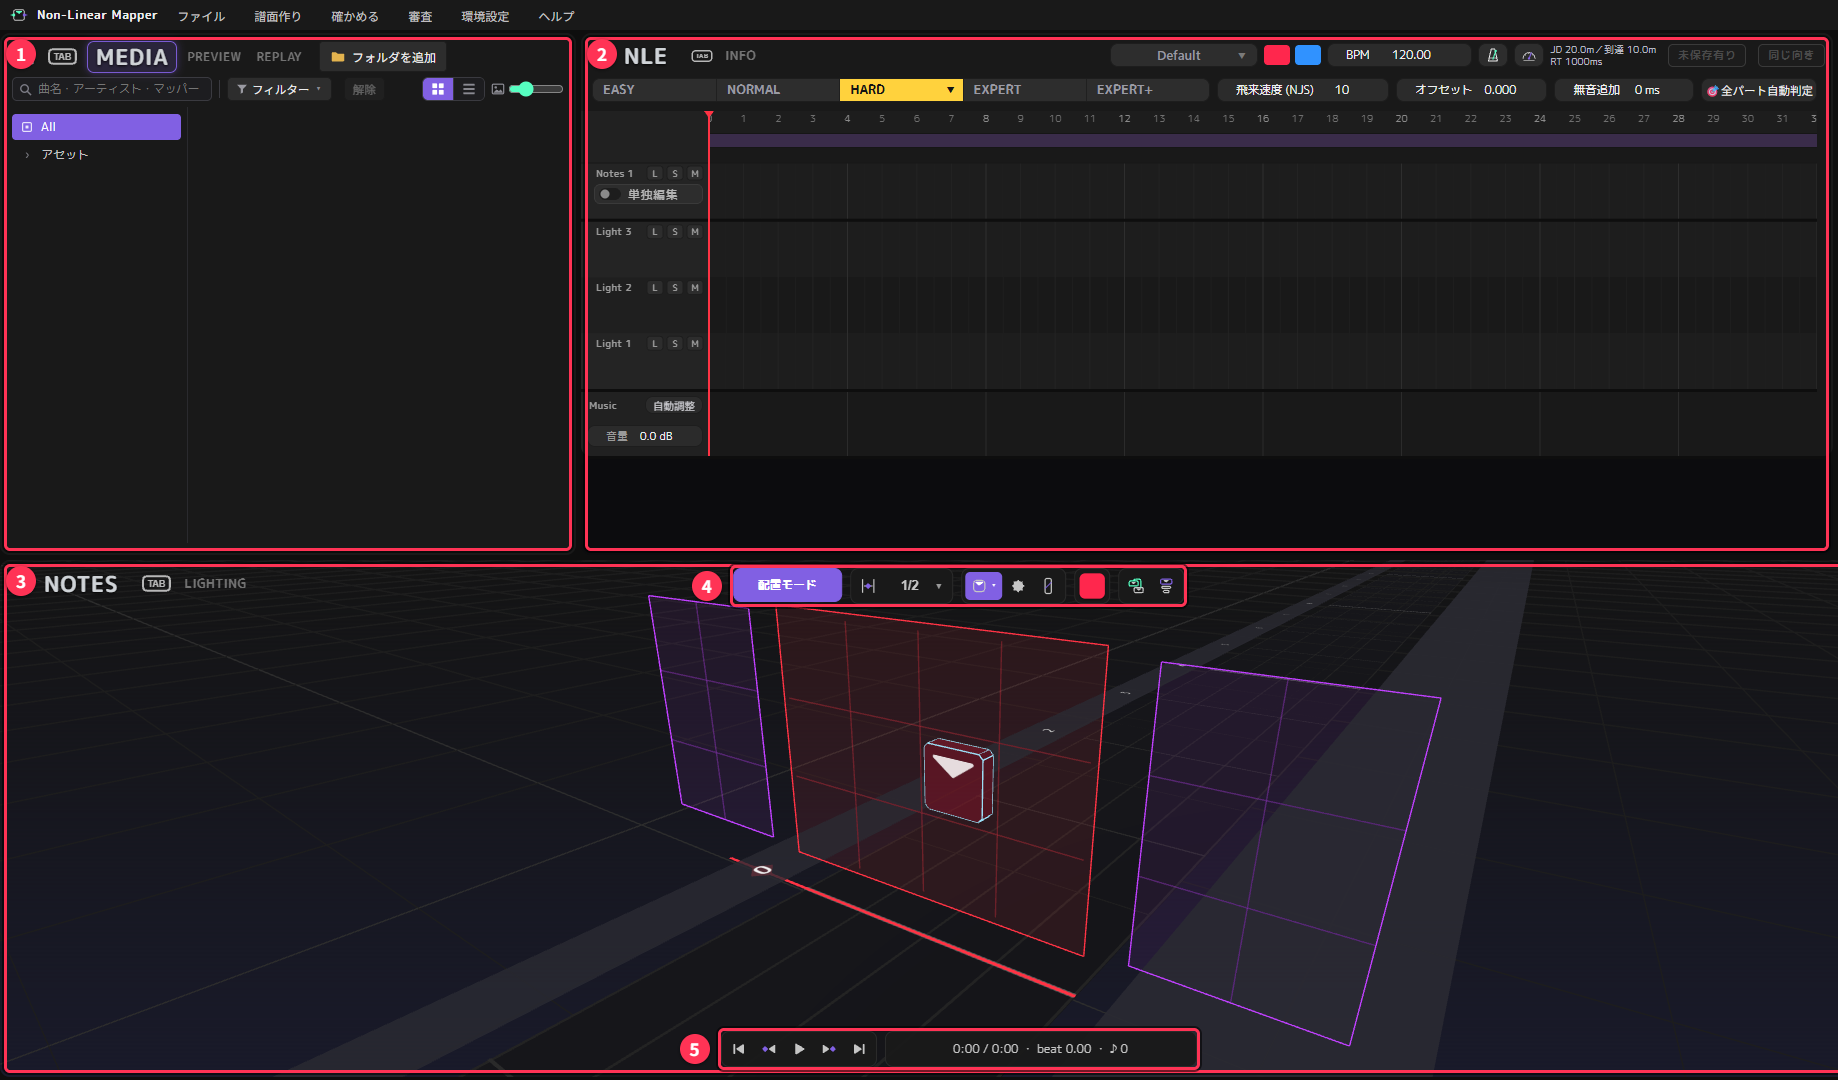 Non-Linear Mapper ファイル 譜面作り 確かめる 審査 環境設定 ヘルプ
1 TAB MEDIA PREVIEW REPLAY フォルダを追加
曲名・アーティスト・マッパー フィルター 解除
All
アセット
2 NLE TAB INFO Default BPM 120.00 JD 20.0m／到達 10.0m
RT 1000ms
未保存有り 同じ向き
EASY NORMAL HARD EXPERT EXPERT+ 飛来速度 (NJS) 10 オフセット 0.000 無音追加 0 ms 全パート自動判定
1 2 3 4 5 6 7 8 9 10 11 12 13 14 15 16 17 18 19 20 21 22 23 24 25 26 27 28 29 30 31 3
Notes 1 L S M
単独編集
Light 3 L S M
Light 2 L S M
Light 1 L S M
Music 自動調整
音量 0.0 dB
3 NOTES TAB LIGHTING
4 配置モード 1/2
0
5 0:00 / 0:00 · beat 0.00 · ♪ 0